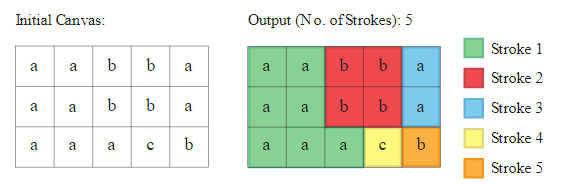 Initial Canvas:
Output (No. of Strokes): 5
a a b b a
a a b b a
a a a c b
a a b b a
a a b b a
a a a c b
Stroke 1
Stroke 2
Stroke 3
Stroke 4
Stroke 5